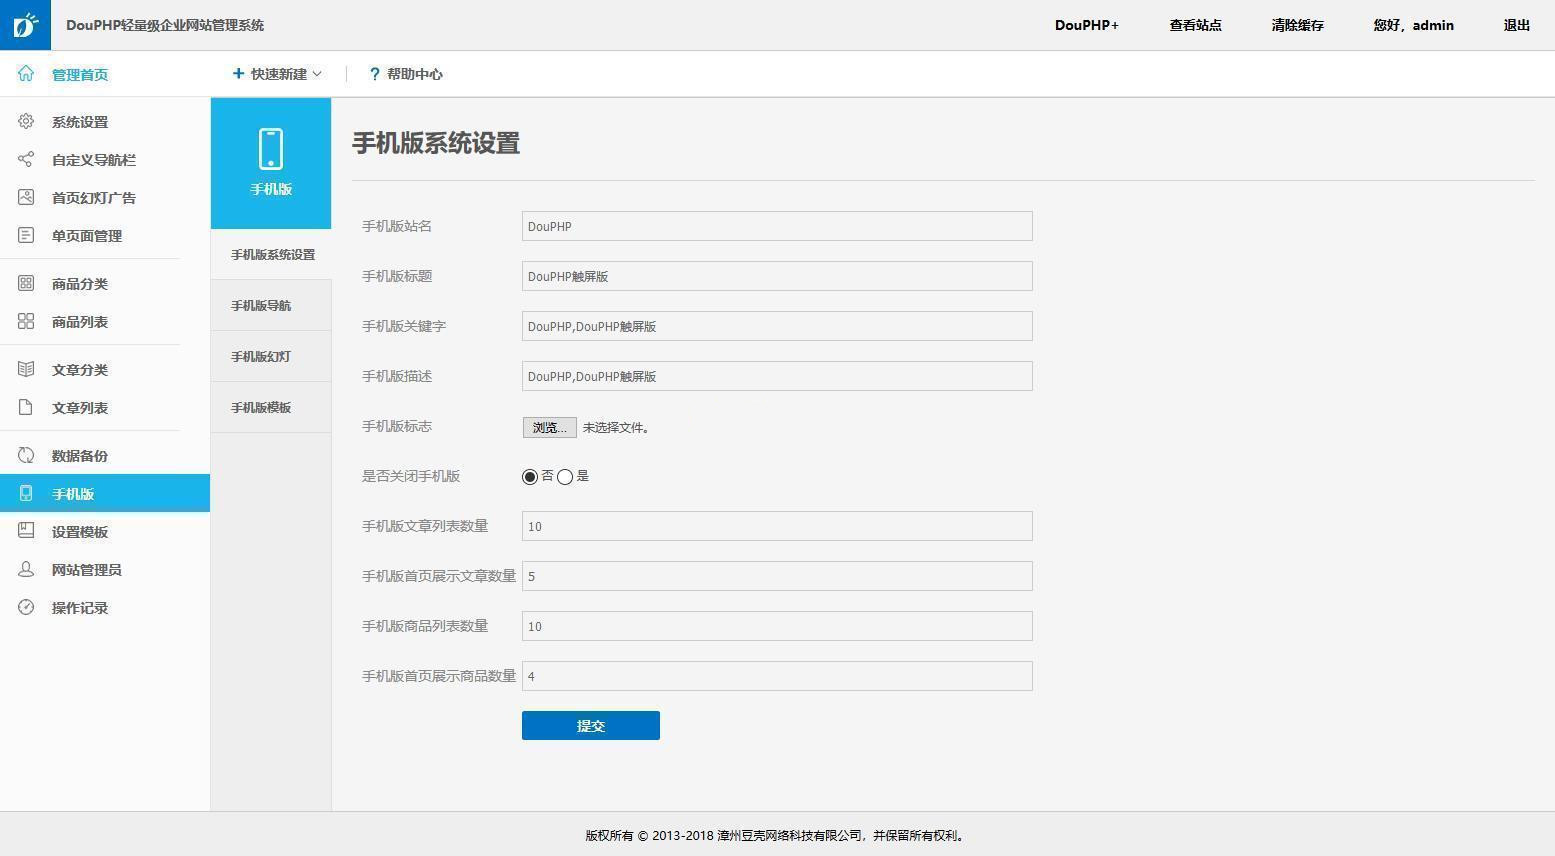 DouPHP轻量级企业网站管理系统
DouPHP+
查看站点
清除缓存
您好，admin
退出
管理首页
快速新建
? 帮助中心
系统设置
自定义导航栏
首页幻灯广告
单页面管理
商品分类
商品列表
文章分类
文章列表
数据备份
手机版
设置模板
网站管理员
操作记录
手机版
手机版系统设置
手机版导航
手机版幻灯
手机版模板
手机版系统设置
手机版站名 DouPHP
手机版标题 DouPHP触屏版
手机版关键字 DouPHP,DouPHP触屏版
手机版描述 DouPHP,DouPHP触屏版
手机版标志 浏览... 未选择文件。
是否关闭手机版 否 是
手机版文章列表数量 10
手机版首页展示文章数量 5
手机版商品列表数量 10
手机版首页展示商品数量 4
提交
版权所有 © 2013-2018 漳州豆壳网络科技有限公司，并保留所有权利。